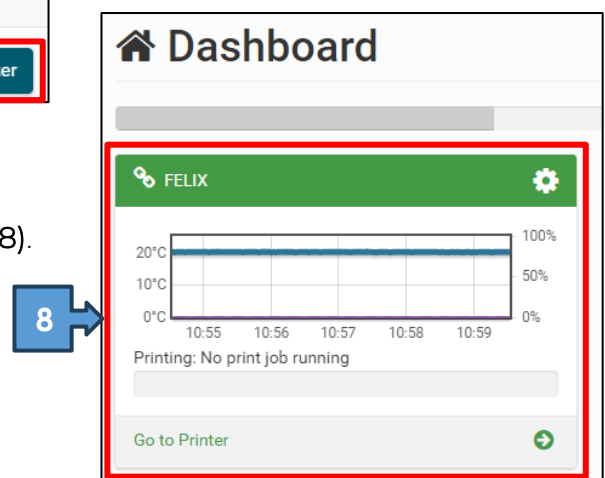 Dashboard
FELIX
8).
100%
20°C
50%
10°C
8
0°C
0%
10:55 10:56 10:57 10:58 10:59
Printing: No print job running
Go to Printer